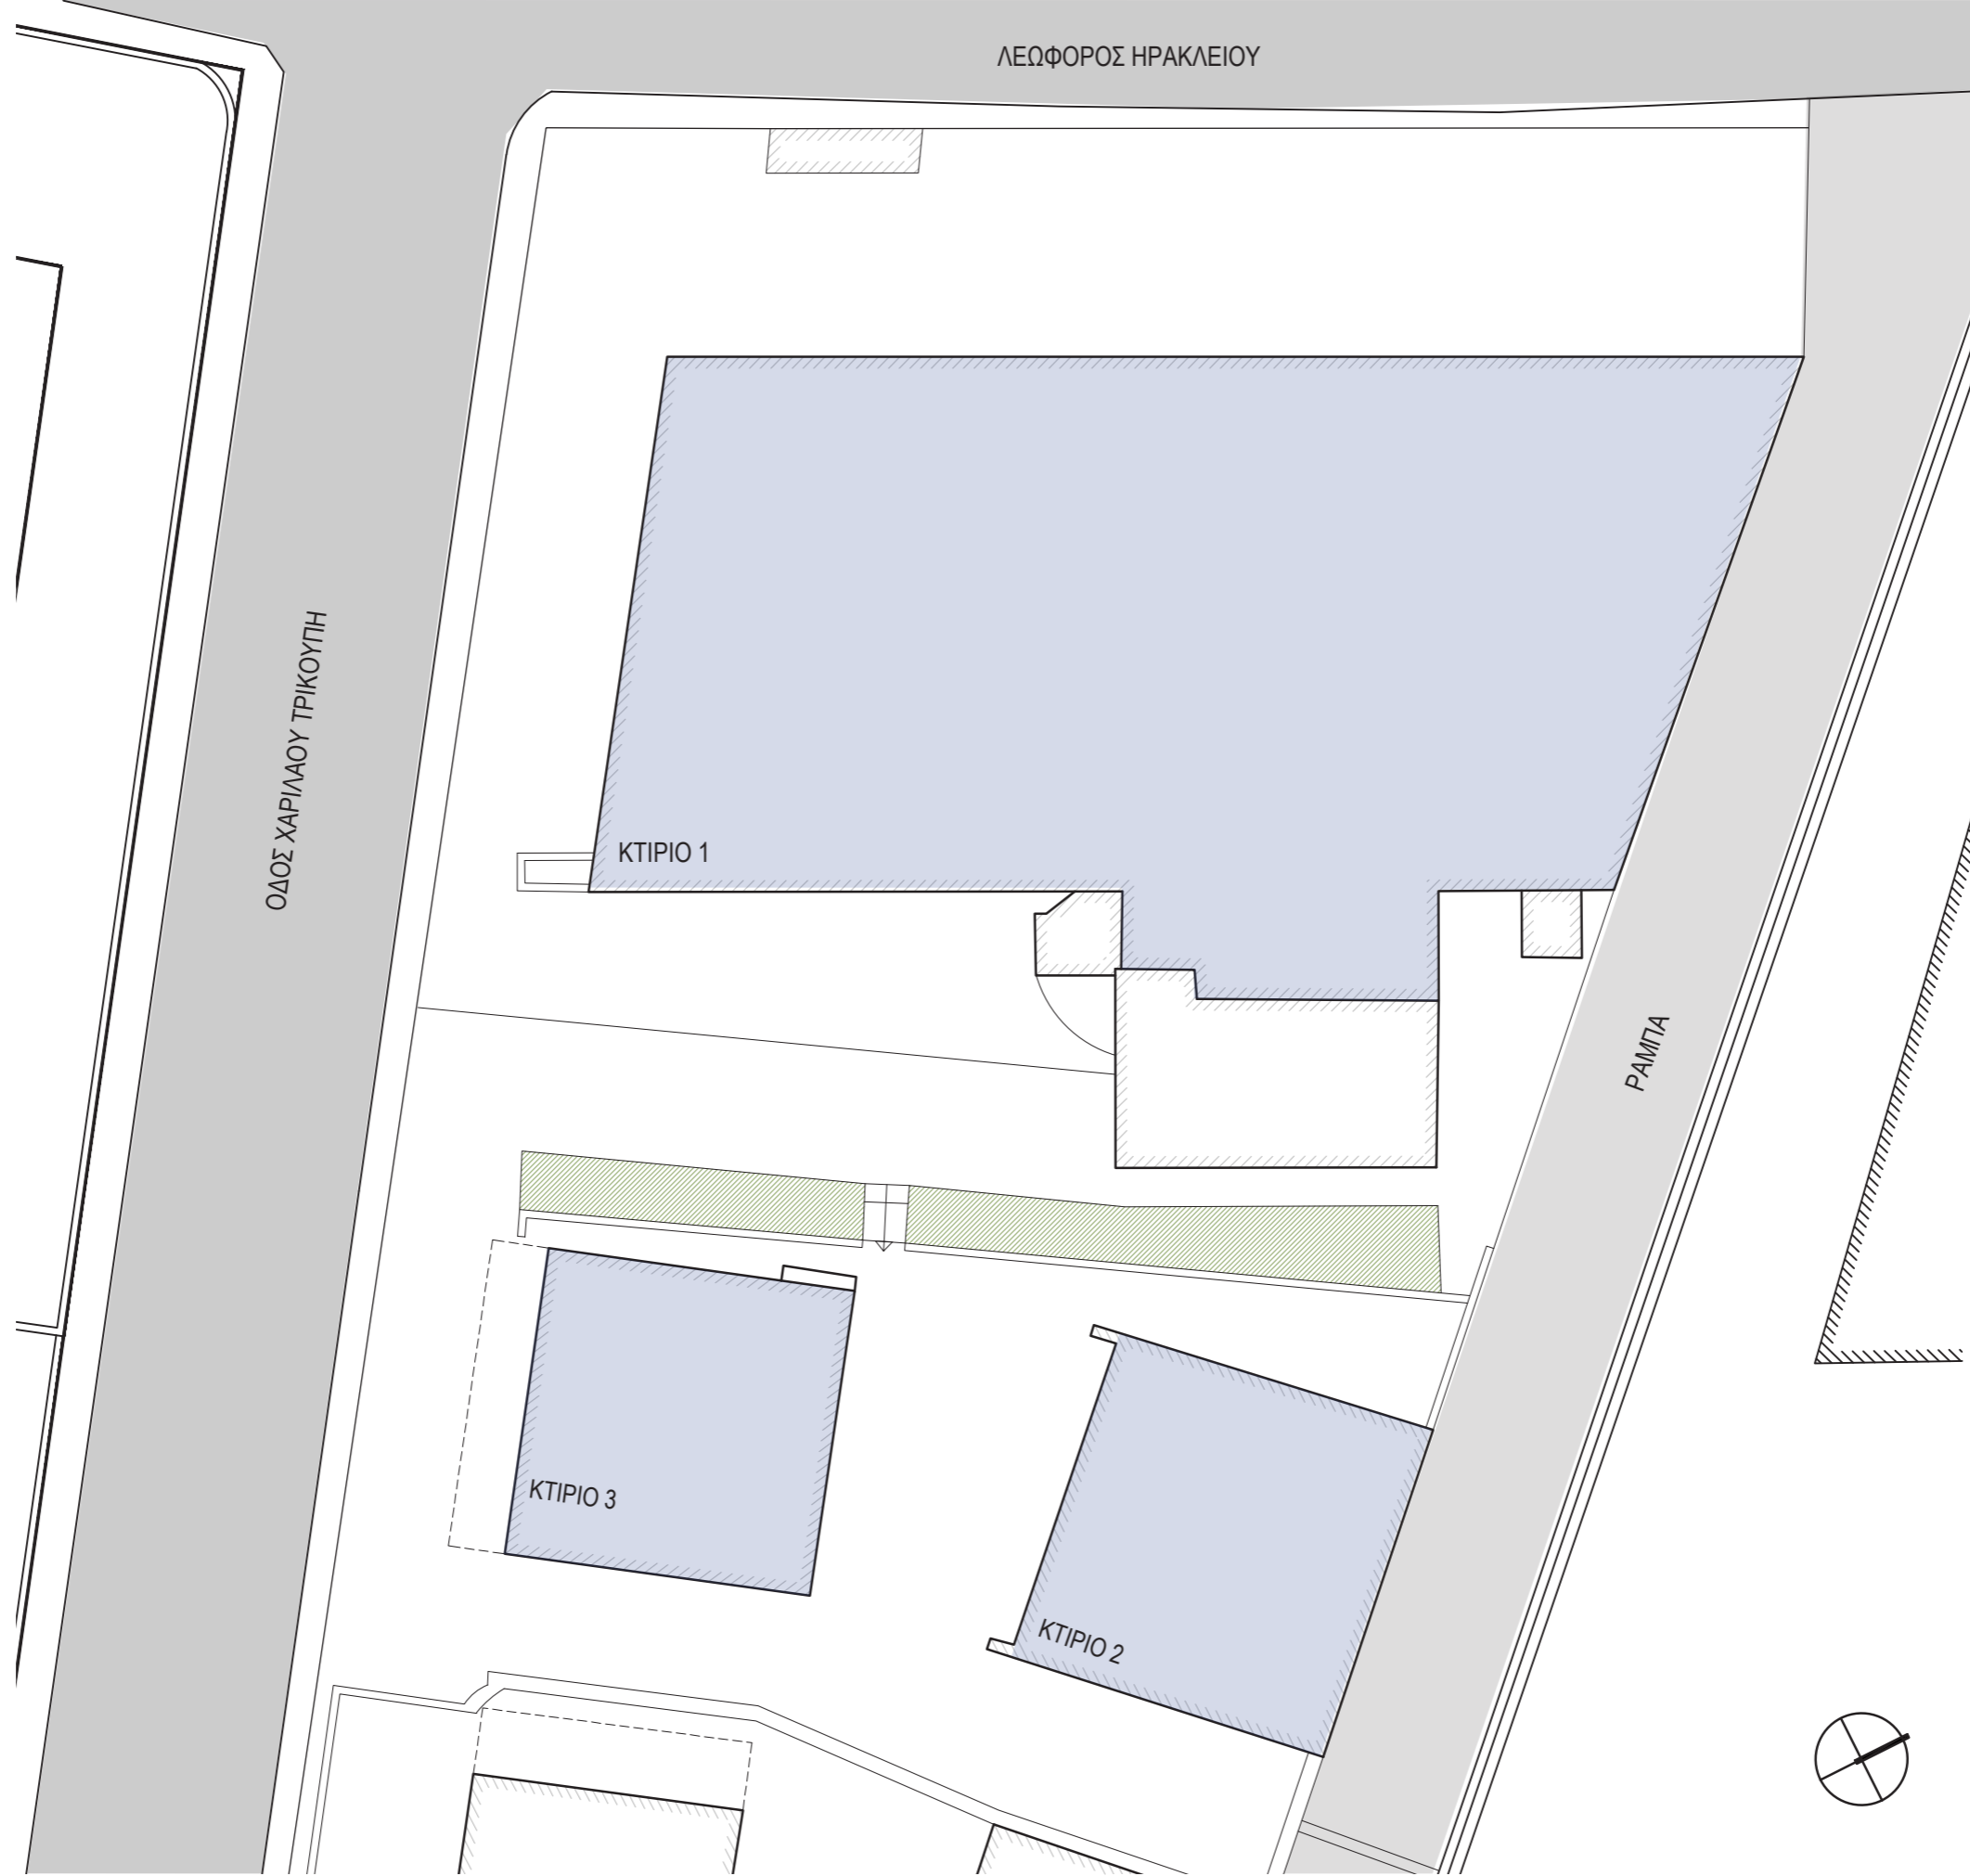 ΛΕΩΦΟΡΟΣ ΗΡΑΚΛΕΙΟΥ
ΟΔΟΣ ΧΑΡΙΛΑΟΥ ΤΡΙΚΟΥΠΗ
ΚΤΙΡΙΟ 1
ΡΑΜΠΑ
ΚΤΙΡΙΟ 3
ΚΤΙΡΙΟ 2